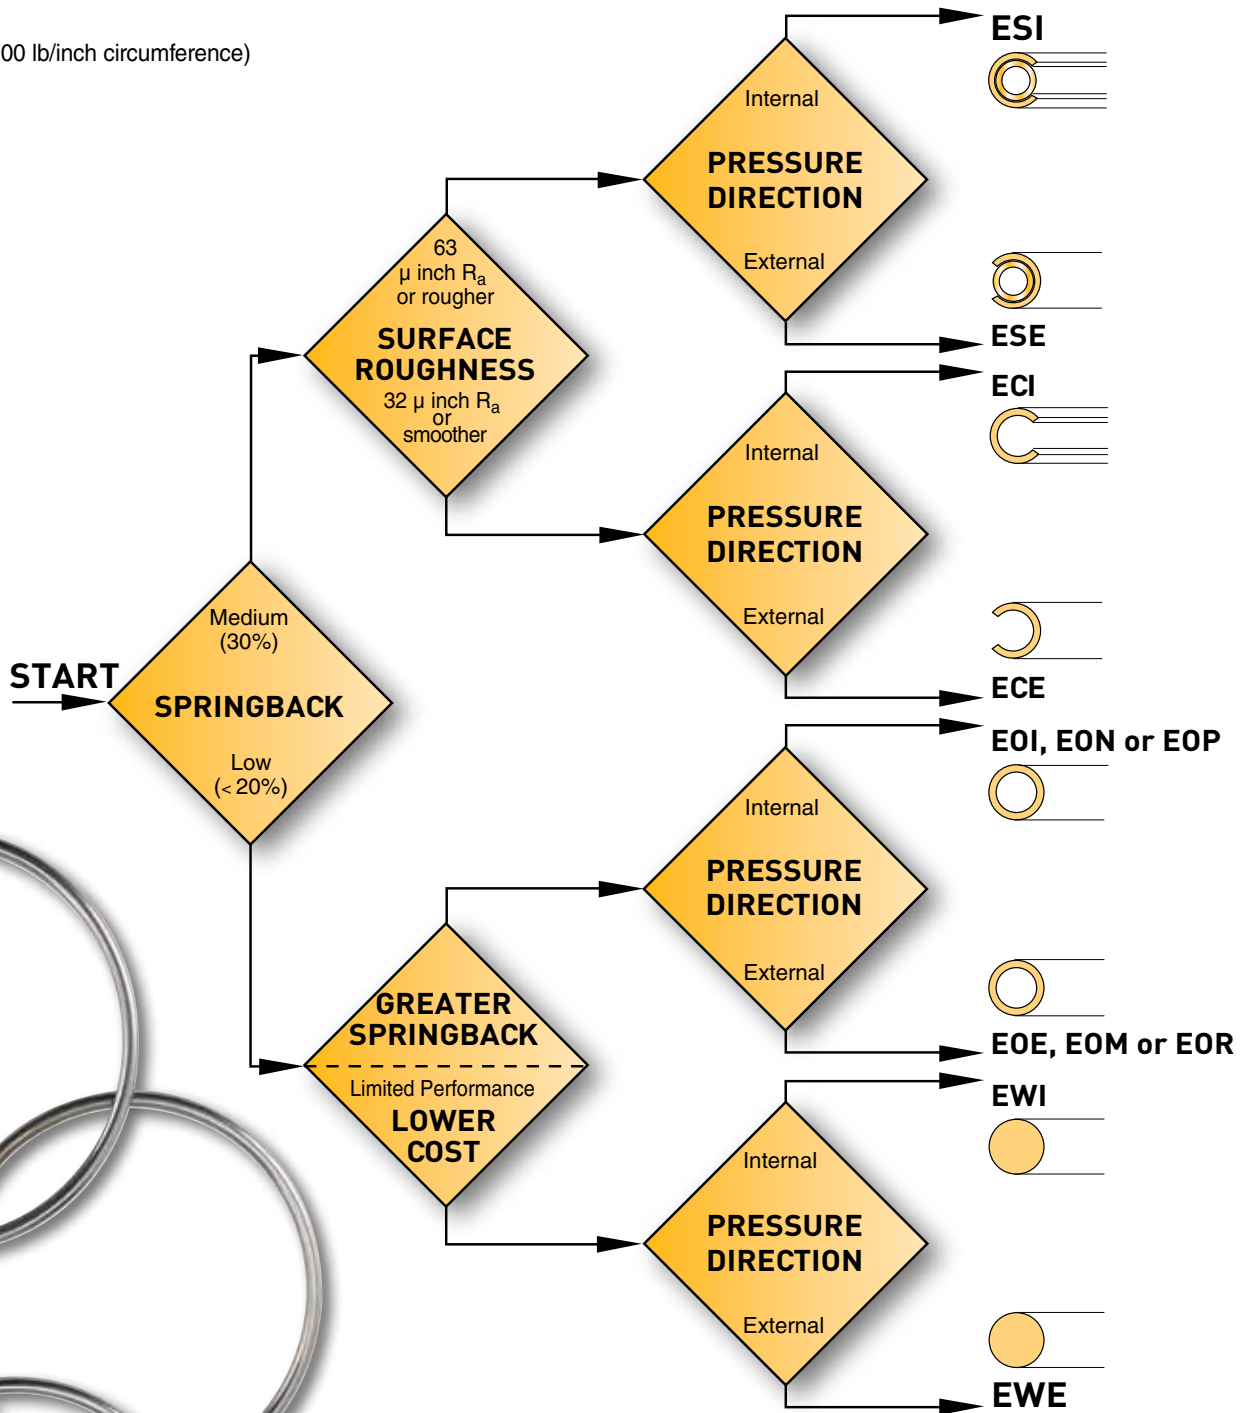 00 lb/inch circumference)
ESI
Internal
PRESSURE
DIRECTION
External
ESE
63
µ inch Ra
or rougher
SURFACE
ROUGHNESS
32 µ inch Ra
or
smoother
ECI
Internal
PRESSURE
DIRECTION
External
ECE
START
Medium
(30%)
SPRINGBACK
Low
(< 20%)
EOI, EON or EOP
Internal
PRESSURE
DIRECTION
External
EOE, EOM or EOR
GREATER
SPRINGBACK
Limited Performance
LOWER
COST
EWI
Internal
PRESSURE
DIRECTION
External
EWE